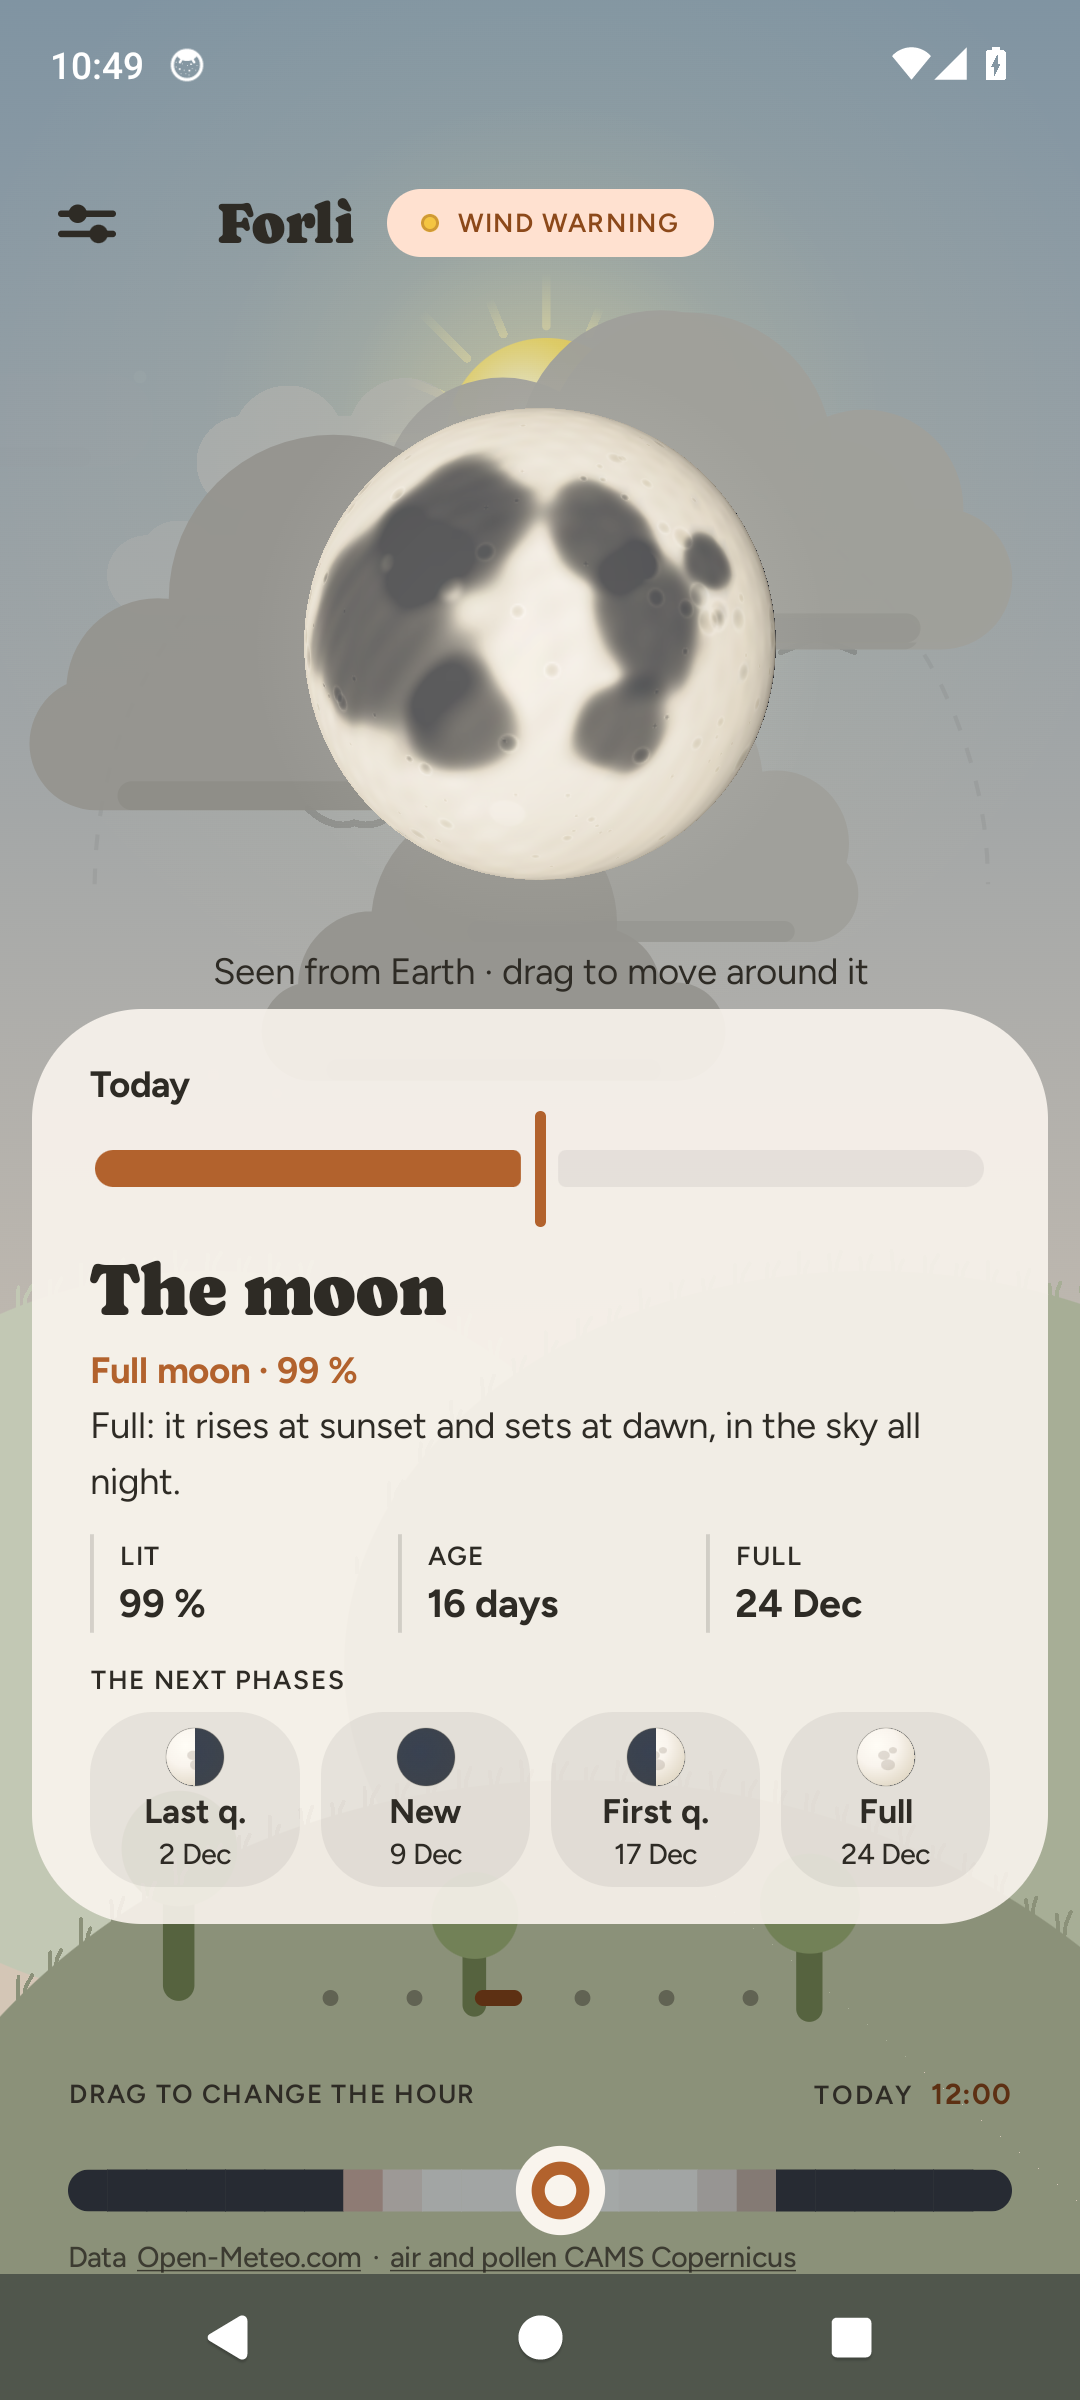 10:49
Forlì
WIND WARNING
Seen from Earth · drag to move around it
Today
The moon
Full moon · 99 %
Full: it rises at sunset and sets at dawn, in the sky all
night.
LIT
99 %
AGE
16 days
FULL
24 Dec
THE NEXT PHASES
Last q.
2 Dec
New
9 Dec
First q.
17 Dec
Full
24 Dec
DRAG TO CHANGE THE HOUR
TODAY 12:00
Data Open-Meteo.com · air and pollen CAMS Copernicus